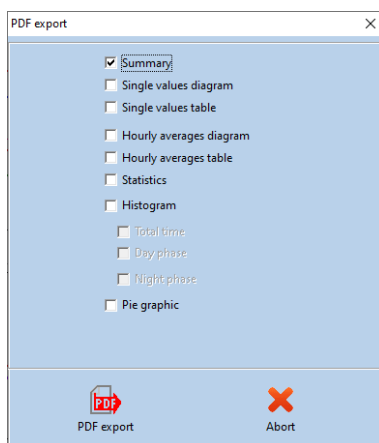 PDF export
Summary
Single values diagram
Single values table
Hourly averages diagram
Hourly averages table
Statistics
Histogram
Total time
Day phase
Night phase
Pie graphic
PDF
PDF export
Abort